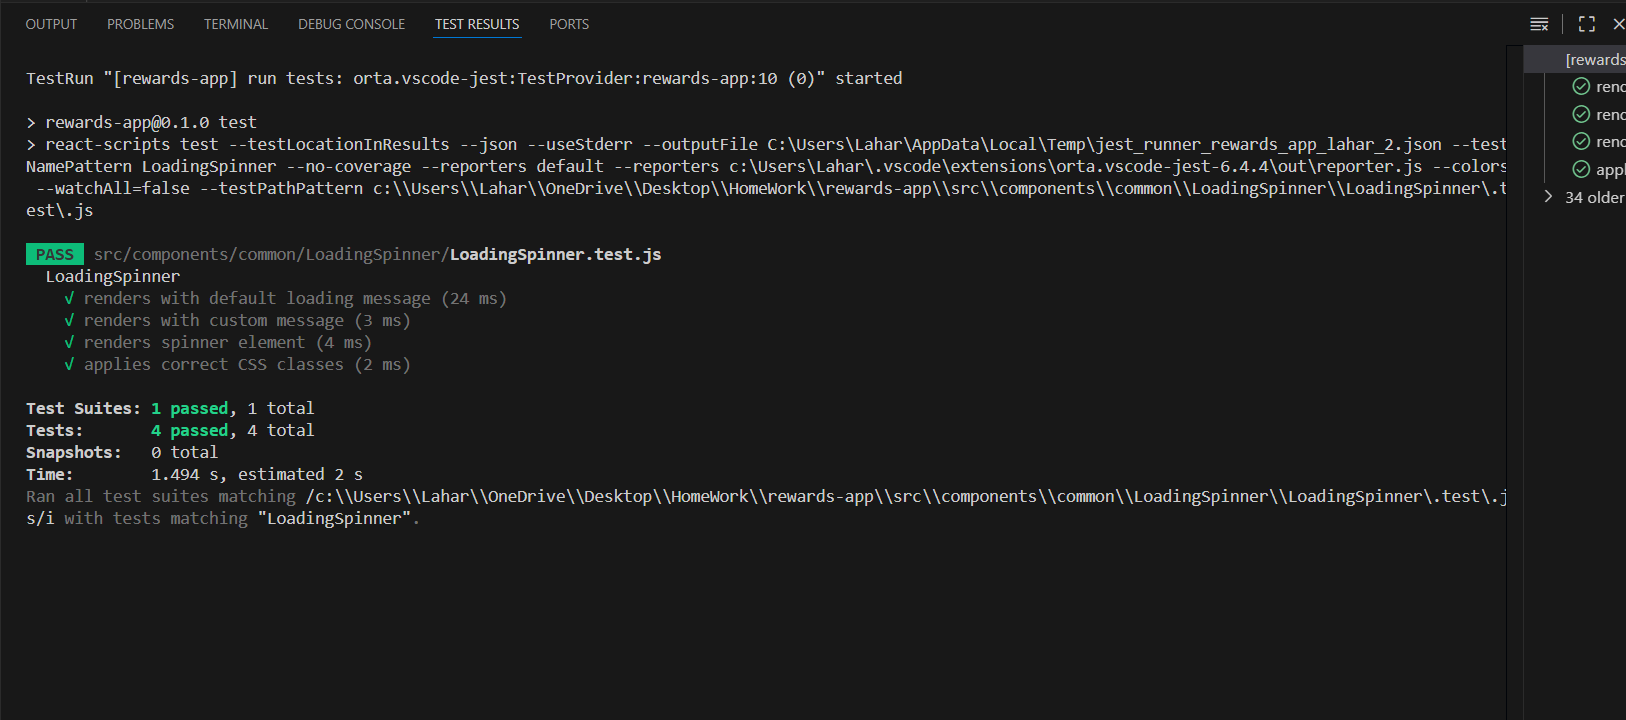 OUTPUT PROBLEMS TERMINAL DEBUG CONSOLE TEST RESULTS PORTS
TestRun "[rewards-app] run tests: orta.vscode-jest:TestProvider:rewards-app:10 (0)" started
> rewards-app@0.1.0 test
> react-scripts test --testLocationInResults --json --useStderr --outputFile C:\Users\Lahar\AppData\Local\Temp\jest_runner_rewards_app_lahar_2.json --test
NamePattern LoadingSpinner --no-coverage --reporters default --reporters c:\Users\Lahar\.vscode\extensions\orta.vscode-jest-6.4.4\out\reporter.js --colors
--watchAll=false --testPathPattern c:\\Users\\Lahar\\OneDrive\\Desktop\\HomeWork\\rewards-app\\src\\components\\common\\LoadingSpinner\\LoadingSpinner\.t
est\.js
PASS src/components/common/LoadingSpinner/LoadingSpinner.test.js
LoadingSpinner
√ renders with default loading message (24 ms)
√ renders with custom message (3 ms)
√ renders spinner element (4 ms)
√ applies correct CSS classes (2 ms)
Test Suites: 1 passed, 1 total
Tests: 4 passed, 4 total
Snapshots: 0 total
Time: 1.494 s, estimated 2 s
Ran all test suites matching /c:\\Users\\Lahar\\OneDrive\\Desktop\\HomeWork\\rewards-app\\src\\components\\common\\LoadingSpinner\\LoadingSpinner\.test\.j
s/i with tests matching "LoadingSpinner".
[rewards
renc
renc
renc
appl
34 older